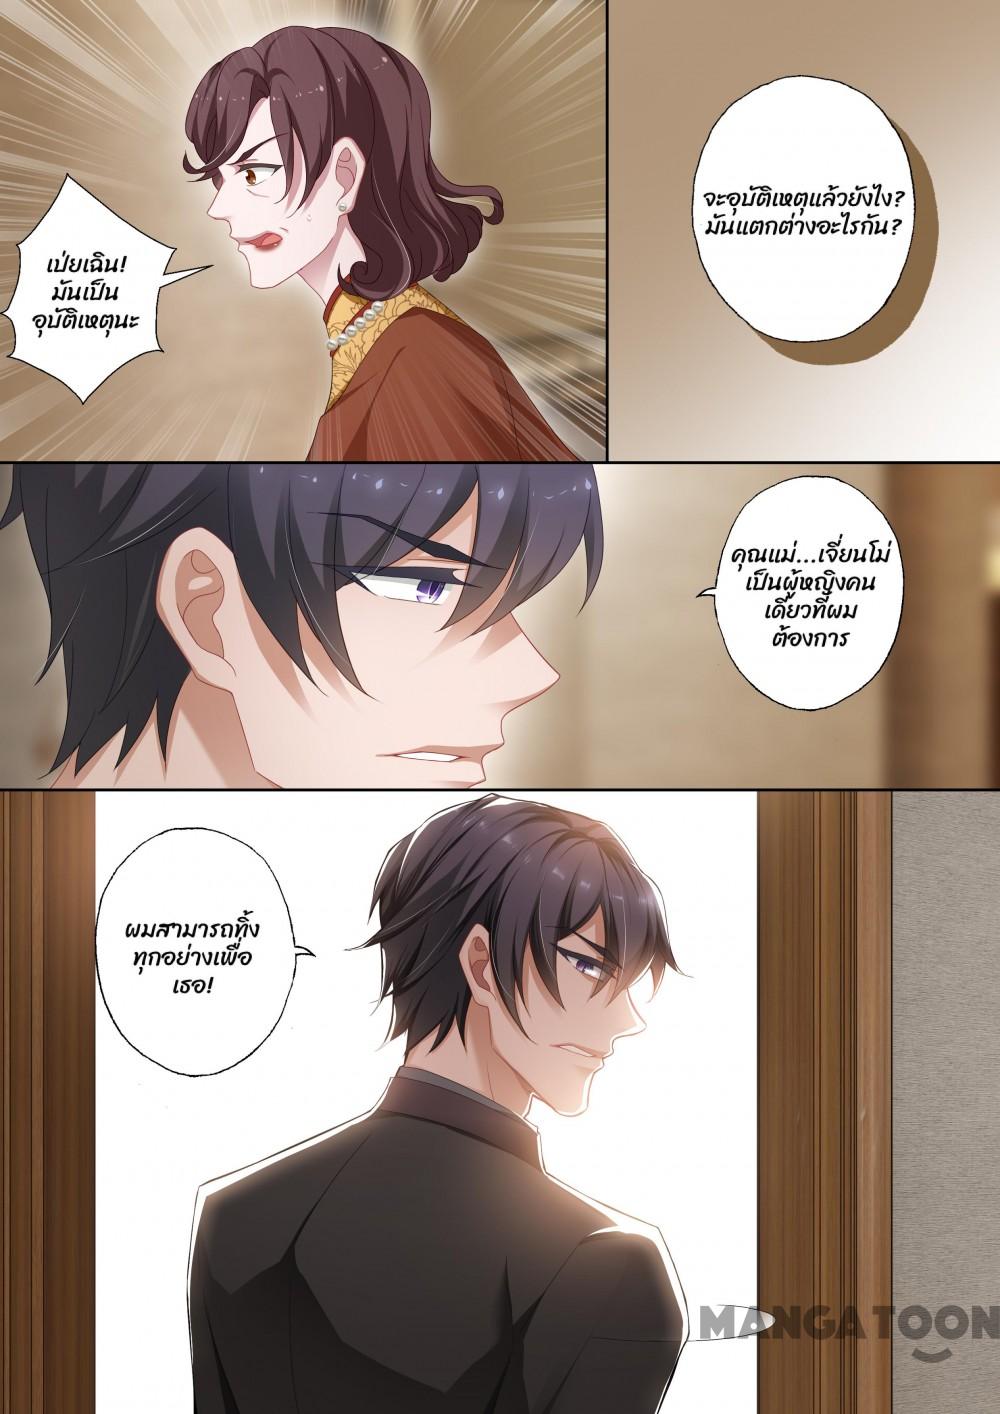 เป่ยเฉิน!
มันเป็น
อุบัติเหตุนะ
จะอุบัติเหตุแล้วยังไง?
มันแตกต่างอะไรกัน?
คุณแม่...เจี่ยนโม่
เป็นผู้หญิงคน
เดียวที่ผม
ต้องการ
ผมสามารถทิ้ง
ทุกอย่างเพื่อ
เธอ!
MANGATOON